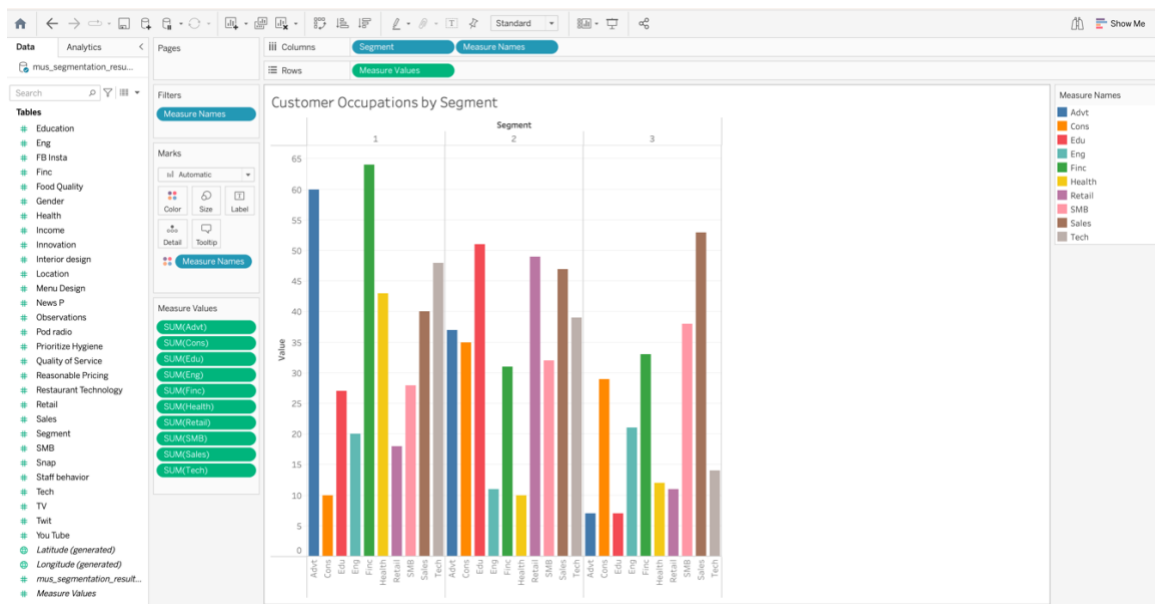 Standard
Show Me
Data
Analytics
mus_segmentation_resu...
Search
Tables
Education
Eng
FB Insta
Finc
Food Quality
Gender
Health
Income
Innovation
Interior design
Location
Menu Design
News P
Observations
Pod radio
Prioritize Hygiene
Quality of Service
Reasonable Pricing
Restaurant Technology
Retail
Sales
Segment
SMB
Snap
Staff behavior
Tech
TV
Twit
You Tube
Latitude (generated)
Longitude (generated)
mus_segmentation_result...
Measure Values
Pages
Filters
Measure Names
Marks
Automatic
Color Size Label
Detail Tooltip
Measure Names
Measure Values
SUM(Advt)
SUM(Cons)
SUM(Edu)
SUM(Eng)
SUM(Finc)
SUM(Health)
SUM(Retail)
SUM(SMB)
SUM(Sales)
SUM(Tech)
Columns Segment Measure Names
Rows Measure Values
Customer Occupations by Segment
Segment
1 2 3
65
60
55
50
45
40
35
30
25
20
15
10
5
0
Value
Advt Cons Edu Eng Finc Health Retail SMB Sales Tech Advt Cons Edu Eng Finc Health Retail SMB Sales Tech Advt Cons Edu Eng Finc Health Retail SMB Sales Tech
Measure Names
Advt
Cons
Edu
Eng
Finc
Health
Retail
SMB
Sales
Tech